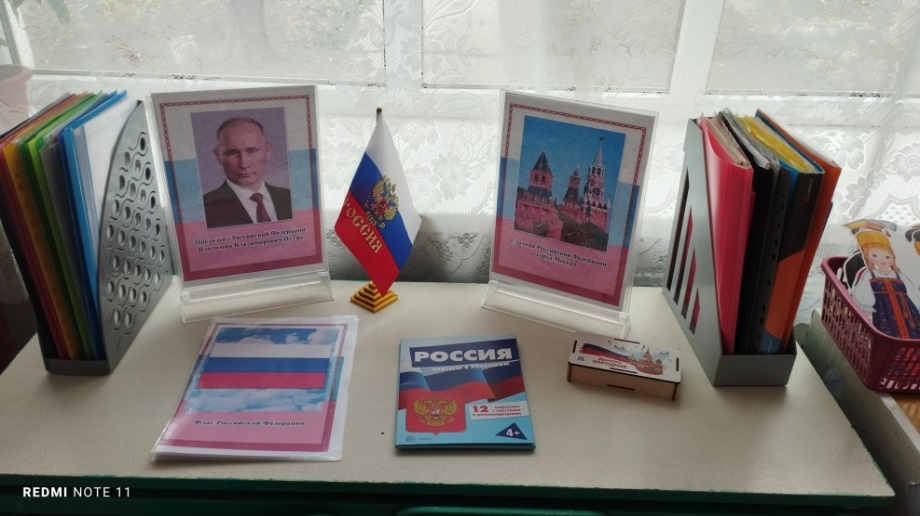 Президент Российской Федерации
Владимир Владимирович Путин
РОССИЯ
Столица Российской Федерации
город Москва
Флаг Российской Федерации
РОССИЯ
12
4+
REDMI NOTE 11